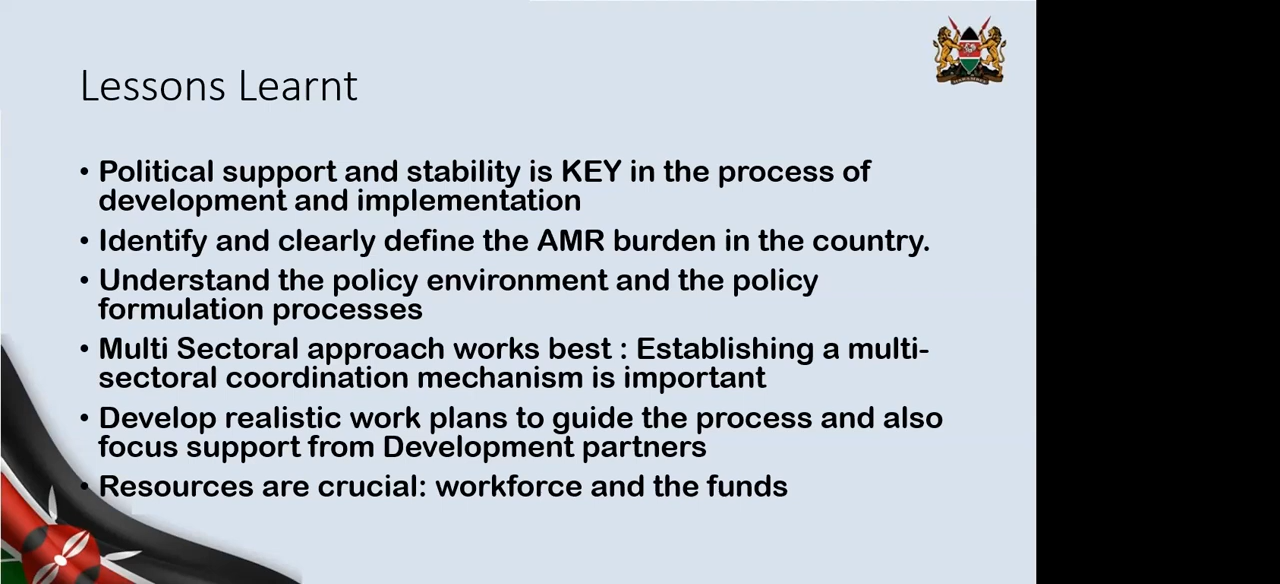 Lessons Learnt
• Political support and stability is KEY in the process of
development and implementation
• Identify and clearly define the AMR burden in the country.
• Understand the policy environment and the policy
formulation processes
• Multi Sectoral approach works best : Establishing a multi-
sectoral coordination mechanism is important
• Develop realistic work plans to guide the process and also
focus support from Development partners
• Resources are crucial: workforce and the funds